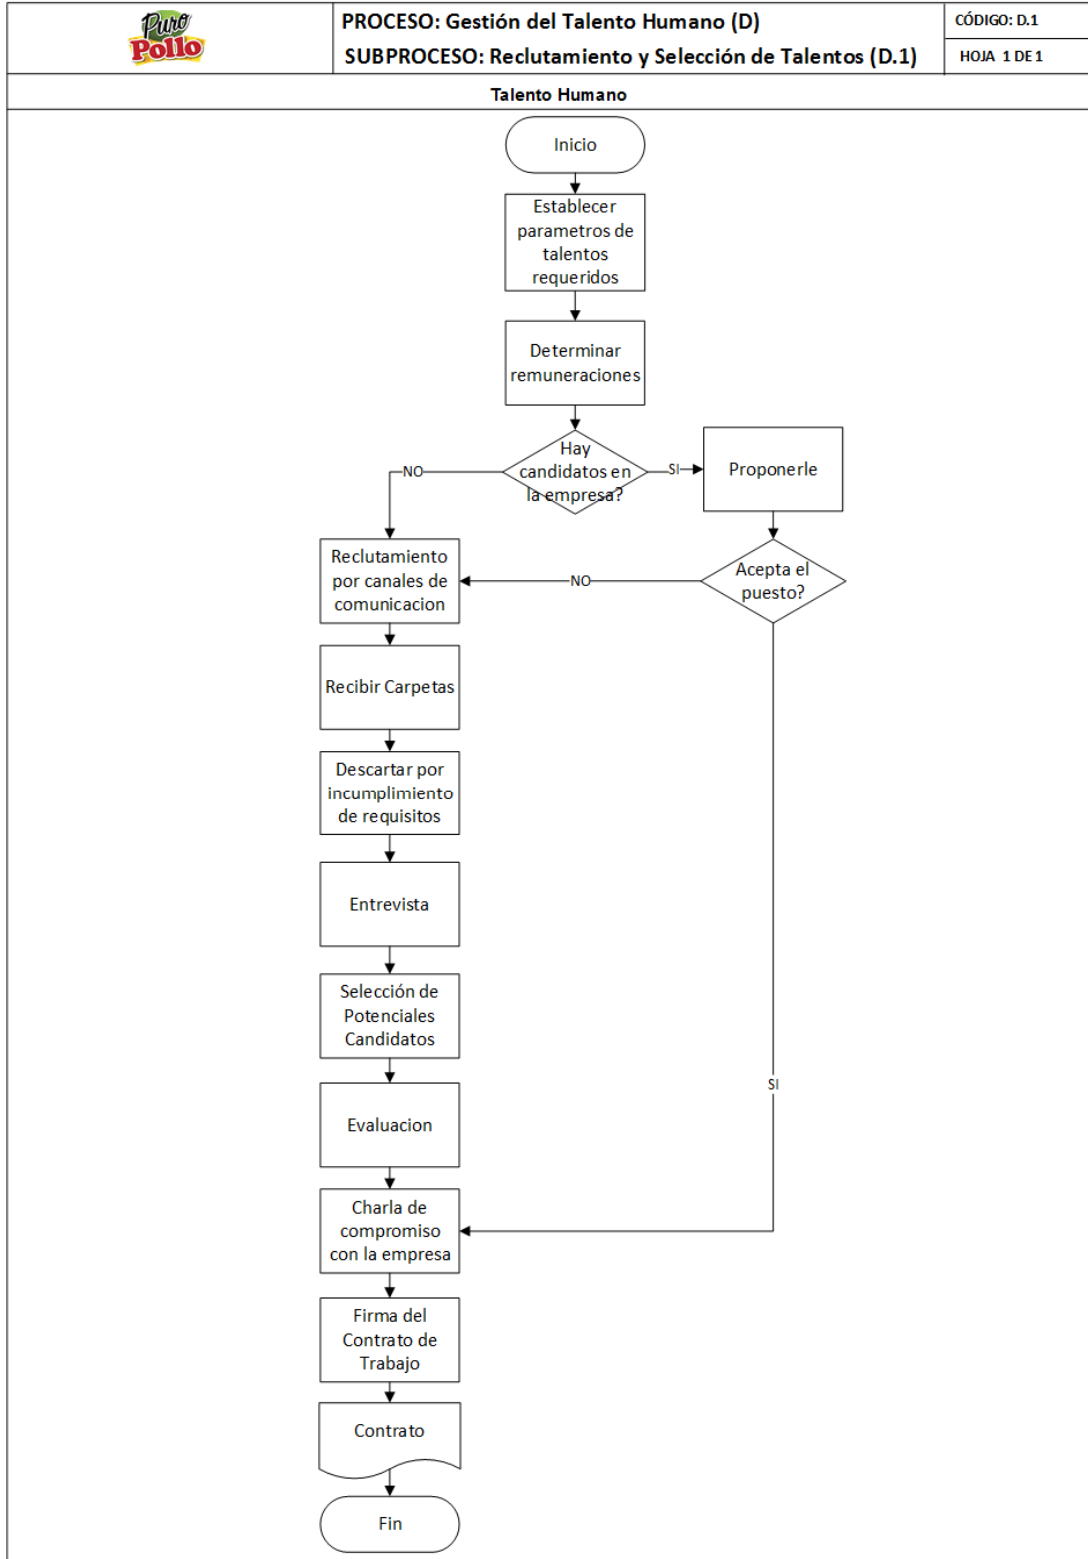 Puro
Pollo
PROCESO: Gestión del Talento Humano (D)
SUBPROCESO: Reclutamiento y Selección de Talentos (D.1)
CÓDIGO: D.1
HOJA 1 DE 1
Talento Humano
Inicio
Establecer
parametros de
talentos
requeridos
Determinar
remuneraciones
Hay
candidatos en
la empresa?
NO
SI
Proponerle
Reclutamiento
por canales de
comunicacion
NO
Acepta el
puesto?
Recibir Carpetas
Descartar por
incumplimiento
de requisitos
Entrevista
Selección de
Potenciales
Candidatos
SI
Evaluacion
Charla de
compromiso
con la empresa
Firma del
Contrato de
Trabajo
Contrato
Fin